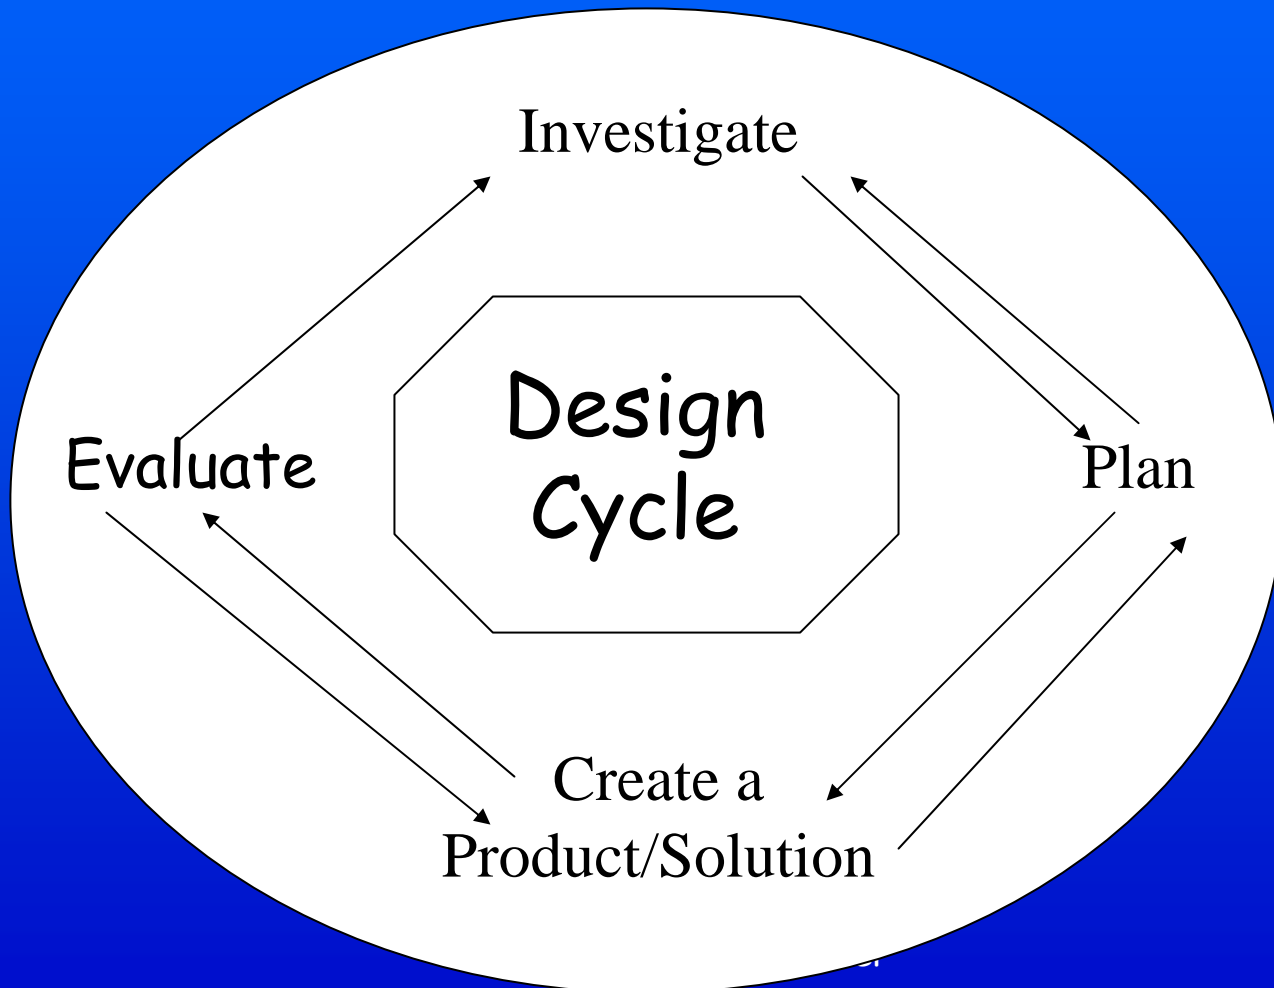 Investigate
Design
Cycle
Evaluate
Plan
Create a
Product/Solution